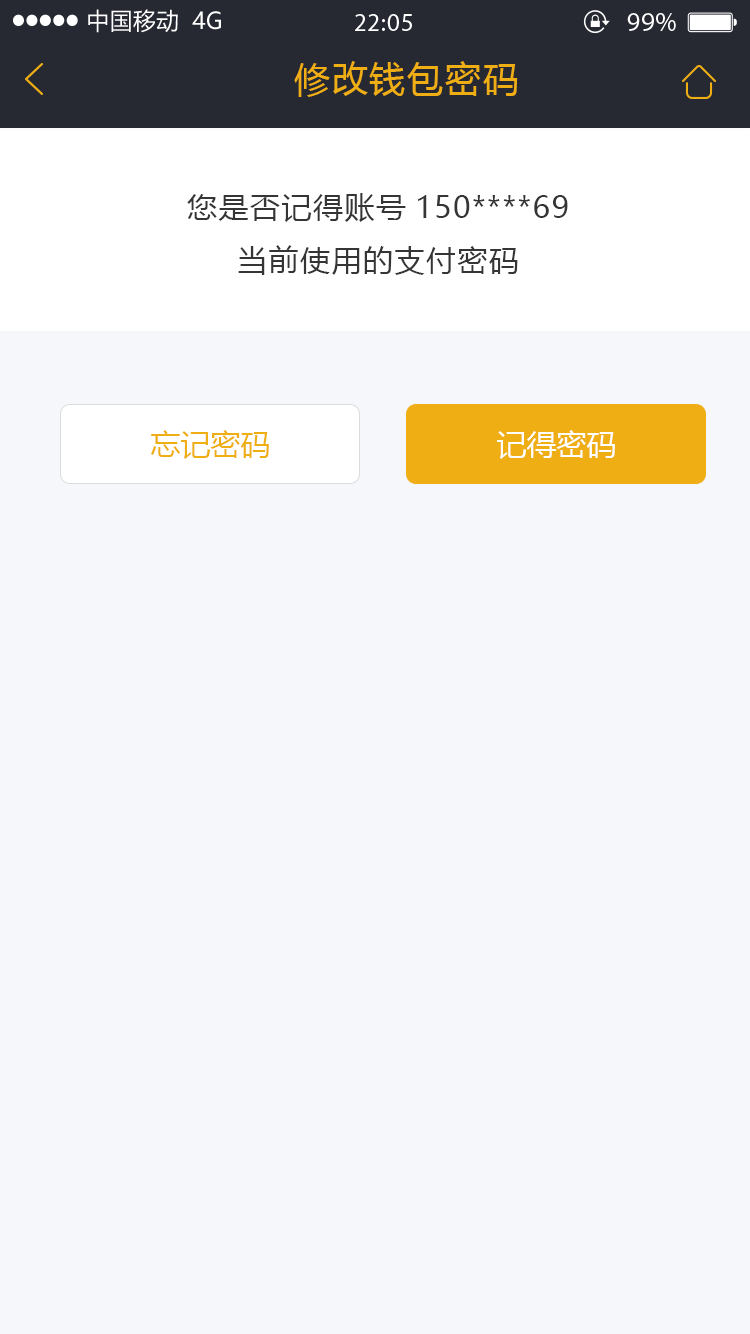 中国移动 4G 22:05 99%
修改钱包密码
您是否记得账号 150****69
当前使用的支付密码
忘记密码 记得密码